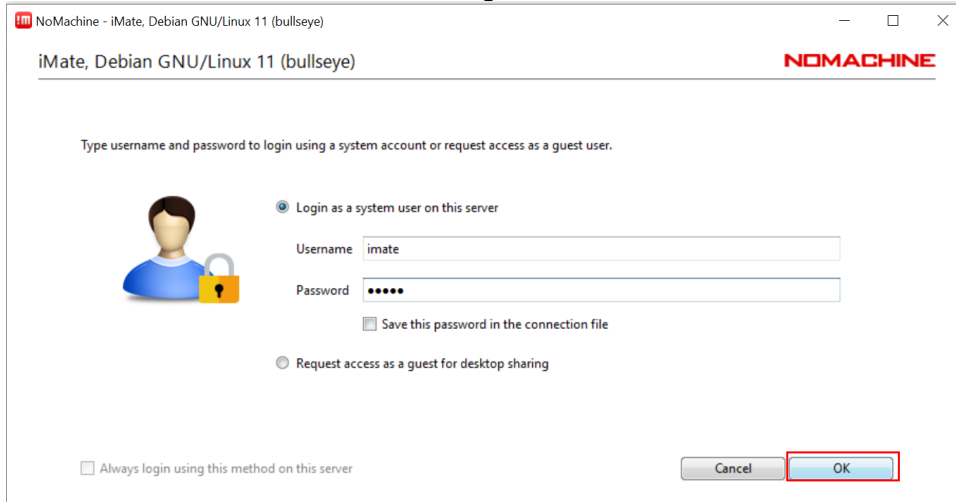 NoMachine - iMate, Debian GNU/Linux 11 (bullseye)
iMate, Debian GNU/Linux 11 (bullseye)
NOMACHINE
Type username and password to login using a system account or request access as a guest user.
Login as a system user on this server
Username imate
Password •••••
Save this password in the connection file
Request access as a guest for desktop sharing
Always login using this method on this server
Cancel
OK